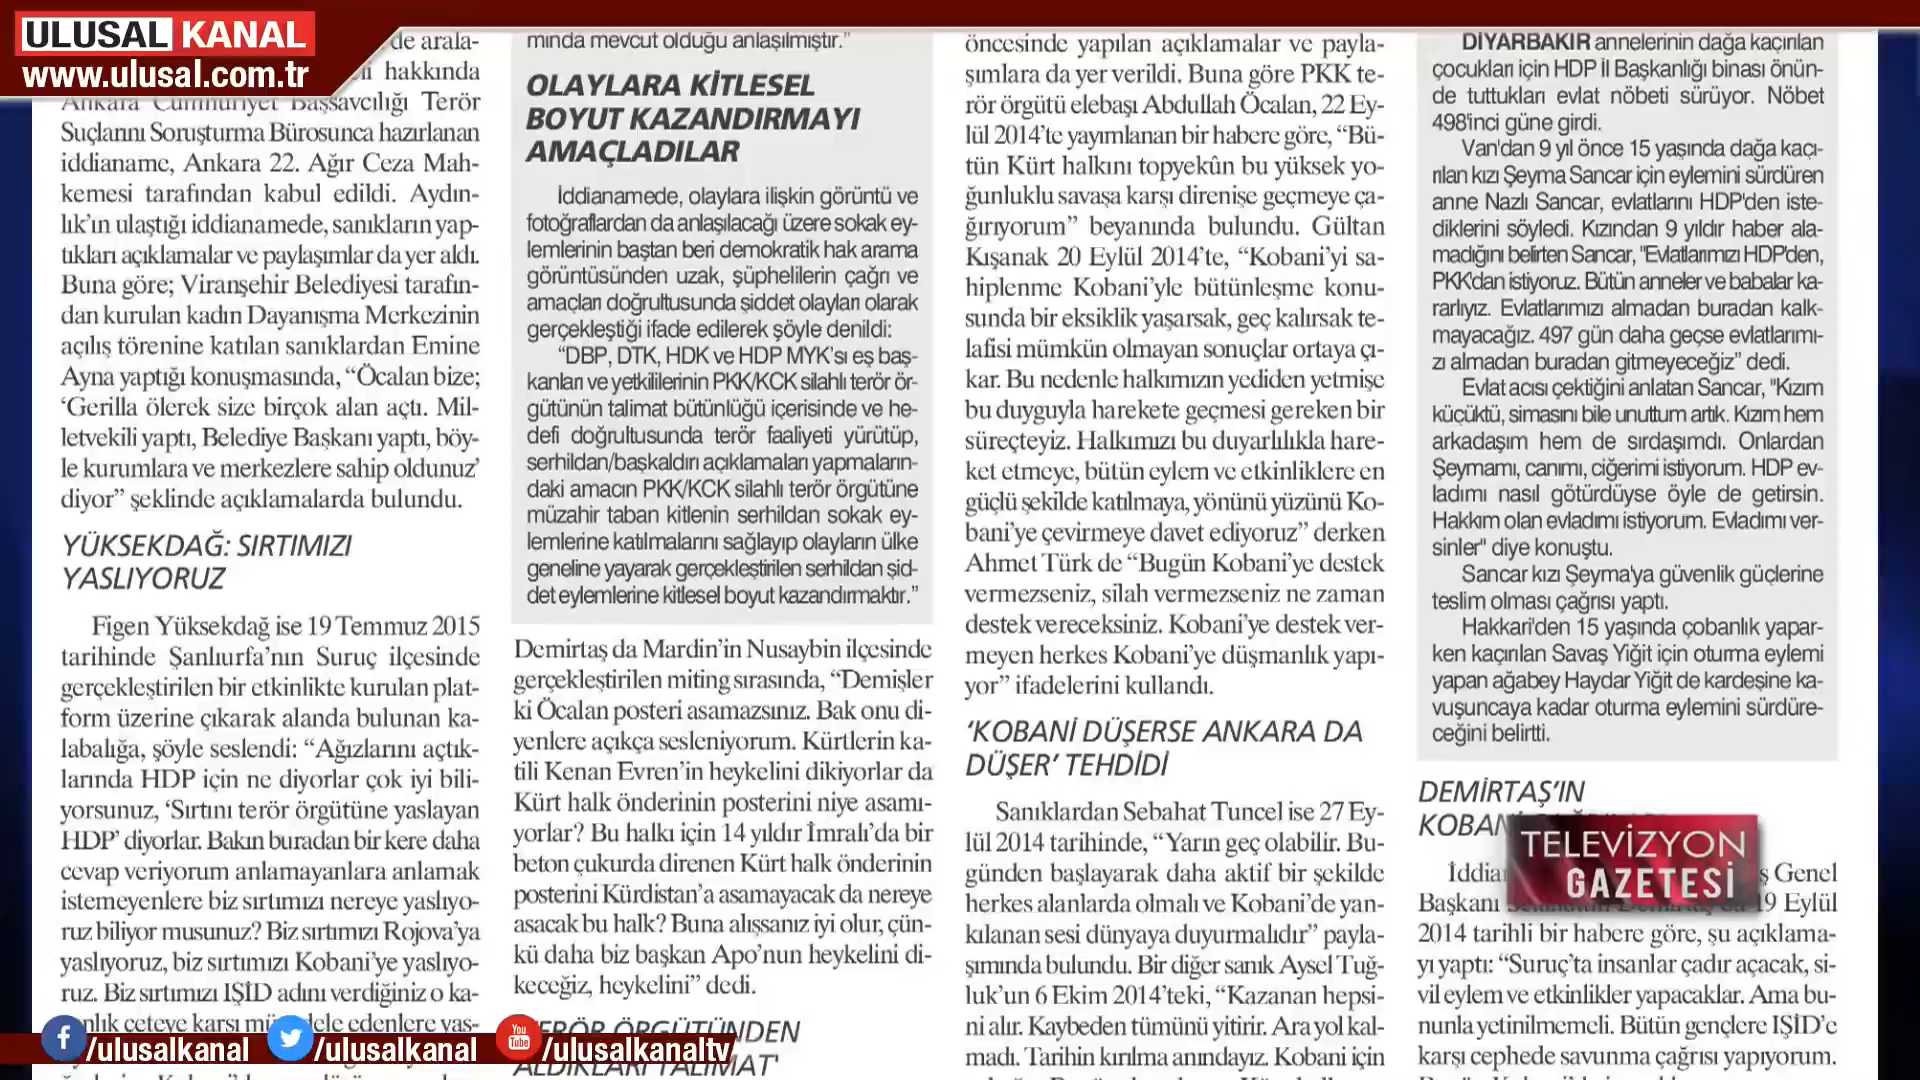 ULUSAL KANAL
www.ulusal.com.tr
de arala-
hakkında
Ankara Cumhuriyet Başsavcılığı Terör
Suçlarını Soruşturma Bürosunca hazırlanan
iddianame, Ankara 22. Ağır Ceza Mah-
kemesi tarafından kabul edildi. Aydın-
lık'ın ulaştığı iddianamede, sanıkların yap-
tıkları açıklamalar ve paylaşımlar da yer aldı.
Buna göre; Viranşehir Belediyesi tarafın-
dan kurulan kadın Dayanışma Merkezinin
açılış törenine katılan sanıklardan Emine
Ayna yaptığı konuşmasında, “Öcalan bize;
‘Gerilla ölerek size birçok alan açtı. Mil-
letvekili yaptı, Belediye Başkanı yaptı, böy-
le kurumlara ve merkezlere sahip oldunuz’
diyor” şeklinde açıklamalarda bulundu.
YÜKSEKDAĞ: SIRTIMIZI
YASLIYORUZ
Figen Yüksekdağ ise 19 Temmuz 2015
tarihinde Şanlıurfa’nın Suruç ilçesinde
gerçekleştirilen bir etkinlikte kurulan plat-
form üzerine çıkarak alanda bulunan ka-
labalığa, şöyle seslendi: “Ağızlarını açtık-
larında HDP için ne diyorlar çok iyi bili-
yorsunuz, ‘Sırtını terör örgütüne yaslayan
HDP’ diyorlar. Bakın buradan bir kere daha
cevap veriyorum anlamayanlara anlamak
istemeyenlere biz sırtımızı nereye yaslıyo-
ruz biliyor musunuz? Biz sırtımızı Rojova’ya
yaslıyoruz, biz sırtımızı Kobani’ye yaslıyo-
ruz. Biz sırtımızı IŞİD adını verdiğiniz o ka-
ranlık çeteye karşı mücadele edenlere yas-
mında mevcut olduğu anlaşılmıştır.”
OLAYLARA KİTLESEL
BOYUT KAZANDIRMAYI
AMAÇLADILAR
İddianamede, olaylara ilişkin görüntü ve
fotoğraflardan da anlaşılacağı üzere sokak ey-
lemlerinin baştan beri demokratik hak arama
görüntüsünden uzak, şüphelilerin çağrı ve
amaçları doğrultusunda şiddet olayları olarak
gerçekleştiği ifade edilerek şöyle denildi:
“DBP, DTK, HDK ve HDP MYK’sı eş baş-
kanları ve yetkililerinin PKK/KCK silahlı terör ör-
gütünün talimat bütünlüğü içerisinde ve he-
defi doğrultusunda terör faaliyeti yürütüp,
serhildan/başkaldırı açıklamaları yapmaların-
daki amacın PKK/KCK silahlı terör örgütüne
müzahir taban kitlenin serhildan sokak ey-
lemlerine katılmalarını sağlayıp olayların ülke
geneline yayarak gerçekleştirilen serhildan şid-
det eylemlerine kitlesel boyut kazandırmaktır.”
Demirtaş da Mardin’in Nusaybin ilçesinde
gerçekleştirilen miting sırasında, “Demişler
ki Öcalan posteri asamazsınız. Bak onu di-
yenlere açıkça sesleniyorum. Kürtlerin ka-
tili Kenan Evren’in heykelini dikiyorlar da
Kürt halk önderinin posterini niye asamı-
yorlar? Bu halkı için 14 yıldır İmralı’da bir
beton çukurda direnen Kürt halk önderinin
posterini Kürdistan’a asamayacak da nereye
asacak bu halk? Buna alışsanız iyi olur, çün-
kü daha biz başkan Apo’nun heykelini di-
keceğiz, heykelini” dedi.
TERÖR ÖRGÜTÜNDEN
ALDIKLARI TALİMAT'
öncesinde yapılan açıklamalar ve payla-
şımlara da yer verildi. Buna göre PKK te-
rör örgütü elebaşı Abdullah Öcalan, 22 Ey-
lül 2014’te yayımlanan bir habere göre, “Bü-
tün Kürt halkını topyekûn bu yüksek yo-
ğunluklu savaşa karşı direnişe geçmeye ça-
ğırıyorum” beyanında bulundu. Gültan
Kışanak 20 Eylül 2014’te, “Kobani’yi sa-
hiplenme Kobani’yle bütünleşme konu-
sunda bir eksiklik yaşarsak, geç kalırsak te-
lafisi mümkün olmayan sonuçlar ortaya çı-
kar. Bu nedenle halkımızın yediden yetmişe
bu duyguyla harekete geçmesi gereken bir
süreçteyiz. Halkımızı bu duyarlılıkla hare-
ket etmeye, bütün eylem ve etkinliklere en
güçlü şekilde katılmaya, yönünü yüzünü Ko-
bani’ye çevirmeye davet ediyoruz” derken
Ahmet Türk de “Bugün Kobani’ye destek
vermezseniz, silah vermezseniz ne zaman
destek vereceksiniz. Kobani’ye destek ver-
meyen herkes Kobani’ye düşmanlık yapı-
yor” ifadelerini kullandı.
‘KOBANİ DÜŞERSE ANKARA DA
DÜŞER’ TEHDİDİ
Sanıklardan Sebahat Tuncel ise 27 Ey-
lül 2014 tarihinde, “Yarın geç olabilir. Bu-
günden başlayarak daha aktif bir şekilde
herkes alanlarda olmalı ve Kobani’de yan-
kılanan sesi dünyaya duyurmalıdır” payla-
şımında bulundu. Bir diğer sanık Aysel Tuğ-
luk’un 6 Ekim 2014’teki, “Kazanan hepsi-
ni alır. Kaybeden tümünü yitirir. Ara yol kal-
madı. Tarihin kırılma anındayız. Kobani için
DİYARBAKIR annelerinin dağa kaçırılan
çocukları için HDP İl Başkanlığı binası önün-
de tuttukları evlat nöbeti sürüyor. Nöbet
498'inci güne girdi.
Van'dan 9 yıl önce 15 yaşında dağa kaçı-
rılan kızı Şeyma Sancar için eylemini sürdüren
anne Nazlı Sancar, evlatlarını HDP'den iste-
diklerini söyledi. Kızından 9 yıldır haber ala-
madığını belirten Sancar, "Evlatlarımızı HDP'den,
PKK'dan istiyoruz. Bütün anneler ve babalar ka-
rarlıyız. Evlatlarımızı almadan buradan kalk-
mayacağız. 497 gün daha geçse evlatlarımı-
zı almadan buradan gitmeyeceğiz” dedi.
Evlat acısı çektiğini anlatan Sancar, "Kızım
küçüktü, simasını bile unuttum artık. Kızım hem
arkadaşım hem de sırdaşımdı. Onlardan
Şeymamı, canımı, ciğerimi istiyorum. HDP ev-
ladımı nasıl götürdüyse öyle de getirsin.
Hakkım olan evladımı istiyorum. Evladımı ver-
sinler" diye konuştu.
Sancar kızı Şeyma'ya güvenlik güçlerine
teslim olması çağrısı yaptı.
Hakkari'den 15 yaşında çobanlık yapar-
ken kaçırılan Savaş Yiğit için oturma eylemi
yapan ağabey Haydar Yiğit de kardeşine ka-
vuşuncaya kadar oturma eylemini sürdüre-
ceğini belirtti.
DEMİRTAŞ’IN
KOBANİ
TELEVİZYON
GAZETESİ
Genel
Başkanı Selahattin Demirtaş da 19 Eylül
2014 tarihli bir habere göre, şu açıklama-
yı yaptı: “Suruç’ta insanlar çadır açacak, si-
vil eylem ve etkinlikler yapacaklar. Ama bu-
nunla yetinilmemeli. Bütün gençlere IŞİD’e
karşı cephede savunma çağrısı yapıyorum.
/ulusalkanal
/ulusalkanal
You Tube
/ulusalkanaltv